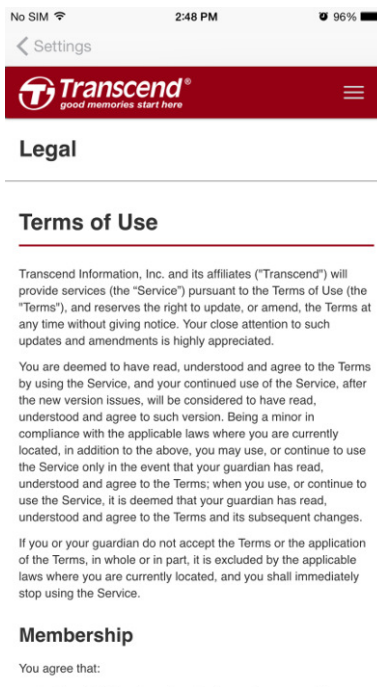 No SIM 2:48 PM 96%
Settings
Transcend®
good memories start here
Legal
Terms of Use
Transcend Information, Inc. and its affiliates ("Transcend") will
provide services (the “Service”) pursuant to the Terms of Use (the
"Terms"), and reserves the right to update, or amend, the Terms at
any time without giving notice. Your close attention to such
updates and amendments is highly appreciated.
You are deemed to have read, understood and agree to the Terms
by using the Service, and your continued use of the Service, after
the new version issues, will be considered to have read,
understood and agree to such version. Being a minor in
compliance with the applicable laws where you are currently
located, in addition to the above, you may use, or continue to use
the Service only in the event that your guardian has read,
understood and agree to the Terms; when you use, or continue to
use the Service, it is deemed that your guardian has read,
understood and agree to the Terms and its subsequent changes.
If you or your guardian do not accept the Terms or the application
of the Terms, in whole or in part, it is excluded by the applicable
laws where you are currently located, and you shall immediately
stop using the Service.
Membership
You agree that: